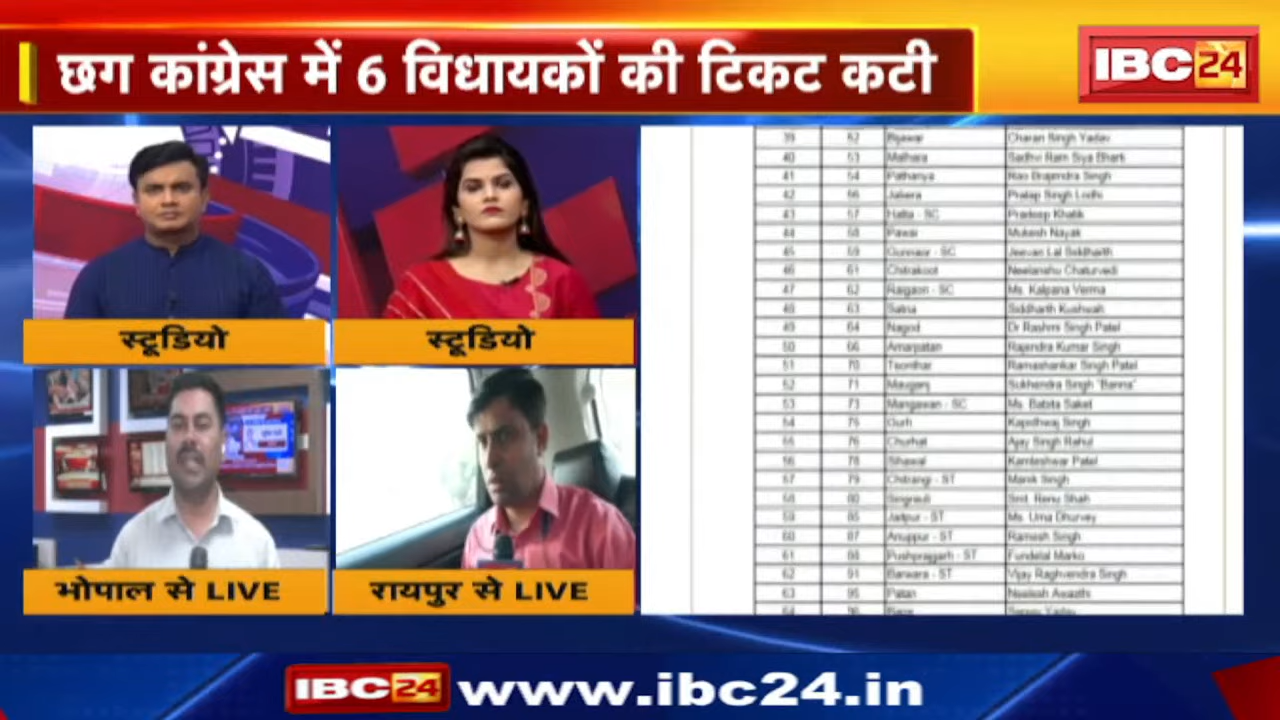 छग कांग्रेस में 6 विधायकों की टिकट कटी
IBC24
स्टूडियो
स्टूडियो
भोपाल से LIVE
रायपुर से LIVE
39 52 Bijawar Charan Singh Yadav
40 53 Malhara Sadhvi Ram Siya Bharti
41 54 Pathariya Rao Brajendra Singh
42 56 Jabera Pratap Singh Lodhi
43 57 Hatta - SC Pradeep Khatik
44 58 Pawai Mukesh Nayak
45 59 Gunnaor - SC Jeevan Lal Siddharth
46 61 Chitrakoot Neelanshu Chaturvedi
47 62 Raigaon - SC Ms. Kalpana Verma
48 63 Satna Siddharth Kushwah
49 64 Nagod Dr Rashmi Singh Patel
50 66 Amarpatan Rajendra Kumar Singh
51 70 Teonthar Ramashankar Singh Patel
52 71 Mauganj Sukhendra Singh "Banna"
53 73 Mangawan - SC Ms. Babita Saket
54 75 Gurh Kapidhwaj Singh
55 76 Churhat Ajay Singh Rahul
56 78 Sihawal Kamleshwar Patel
57 79 Chitrangi - ST Manik Singh
58 80 Singrauli Smt. Renu Shah
59 85 Jaitpur - ST Ms. Uma Dhurvey
60 87 Anuppur - ST Ramesh Singh
61 88 Pushprajgarh - ST Fundelal Marko
62 91 Barwara - ST Vijay Raghvendra Singh
63 95 Patan Neelesh Awasthi
64 96 Bargi Sanjay Yadav
IBC24 www.ibc24.in